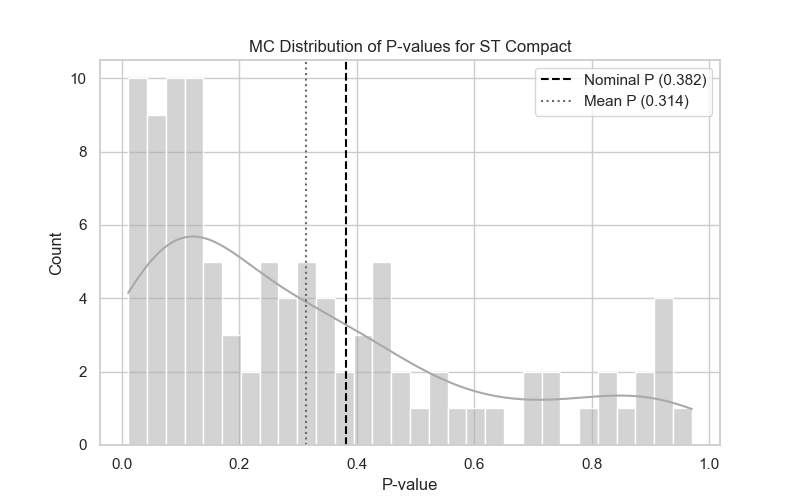 MC Distribution of P-values for ST Compact
Nominal P (0.382)
Mean P (0.314)
Count
10
8
6
4
2
0
0.0 0.2 0.4 0.6 0.8 1.0
P-value